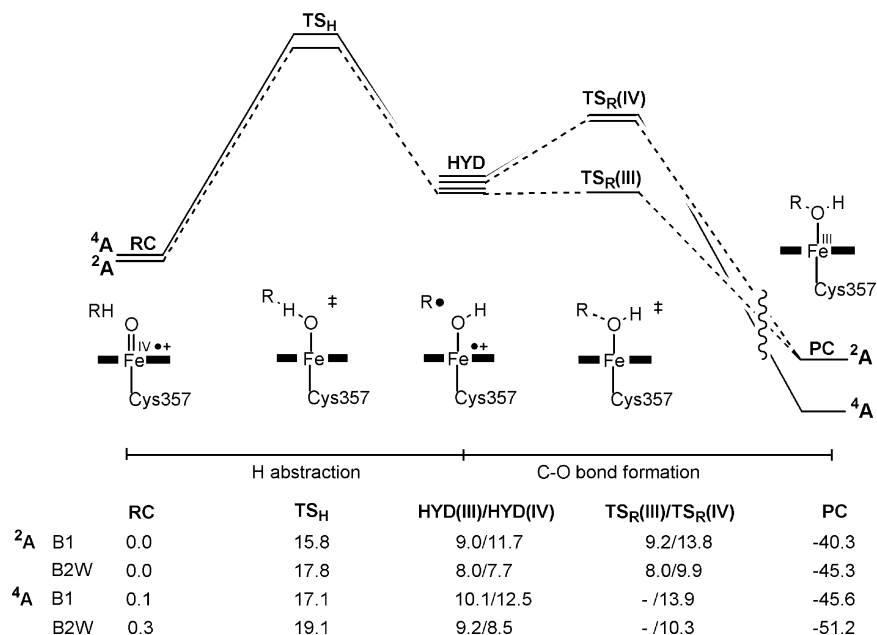 TS_H
TS_R(IV)
HYD
TS_R(III)
⁴A RC
²A
R H
O
III
Fe
Cys357
RH
O
IV •+
Fe
Cys357
R
H ‡
O
Fe
Cys357
R• H
O
•+
Fe
Cys357
R H ‡
O
Fe
Cys357
PC ²A
⁴A
H abstraction C-O bond formation
RC TS_H HYD(III)/HYD(IV) TS_R(III)/TS_R(IV) PC
²A B1 0.0 15.8 9.0/11.7 9.2/13.8 -40.3
B2W 0.0 17.8 8.0/7.7 8.0/9.9 -45.3
⁴A B1 0.1 17.1 10.1/12.5 - /13.9 -45.6
B2W 0.3 19.1 9.2/8.5 - /10.3 -51.2